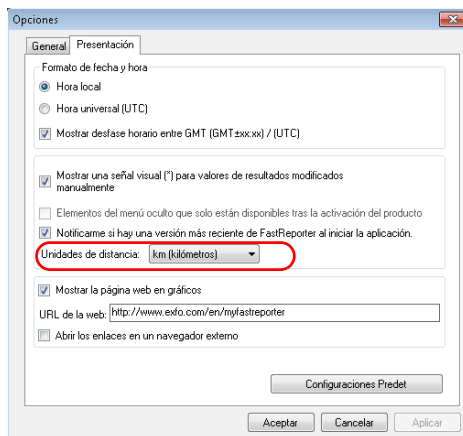 Opciones
General Presentación
Formato de fecha y hora
Hora local
Hora universal (UTC)
Mostrar desfase horario entre GMT (GMT±xx:xx) / (UTC)
Mostrar una señal visual (*) para valores de resultados modificados
manualmente
Elementos del menú oculto que solo están disponibles tras la activación del producto
Notificarme si hay una versión más reciente de FastReporter al iniciar la aplicación.
Unidades de distancia: km (kilómetros)
Mostrar la página web en gráficos
URL de la web: http://www.exfo.com/en/myfastreporter
Abrir los enlaces en un navegador externo
Configuraciones Predet
Aceptar Cancelar Aplicar